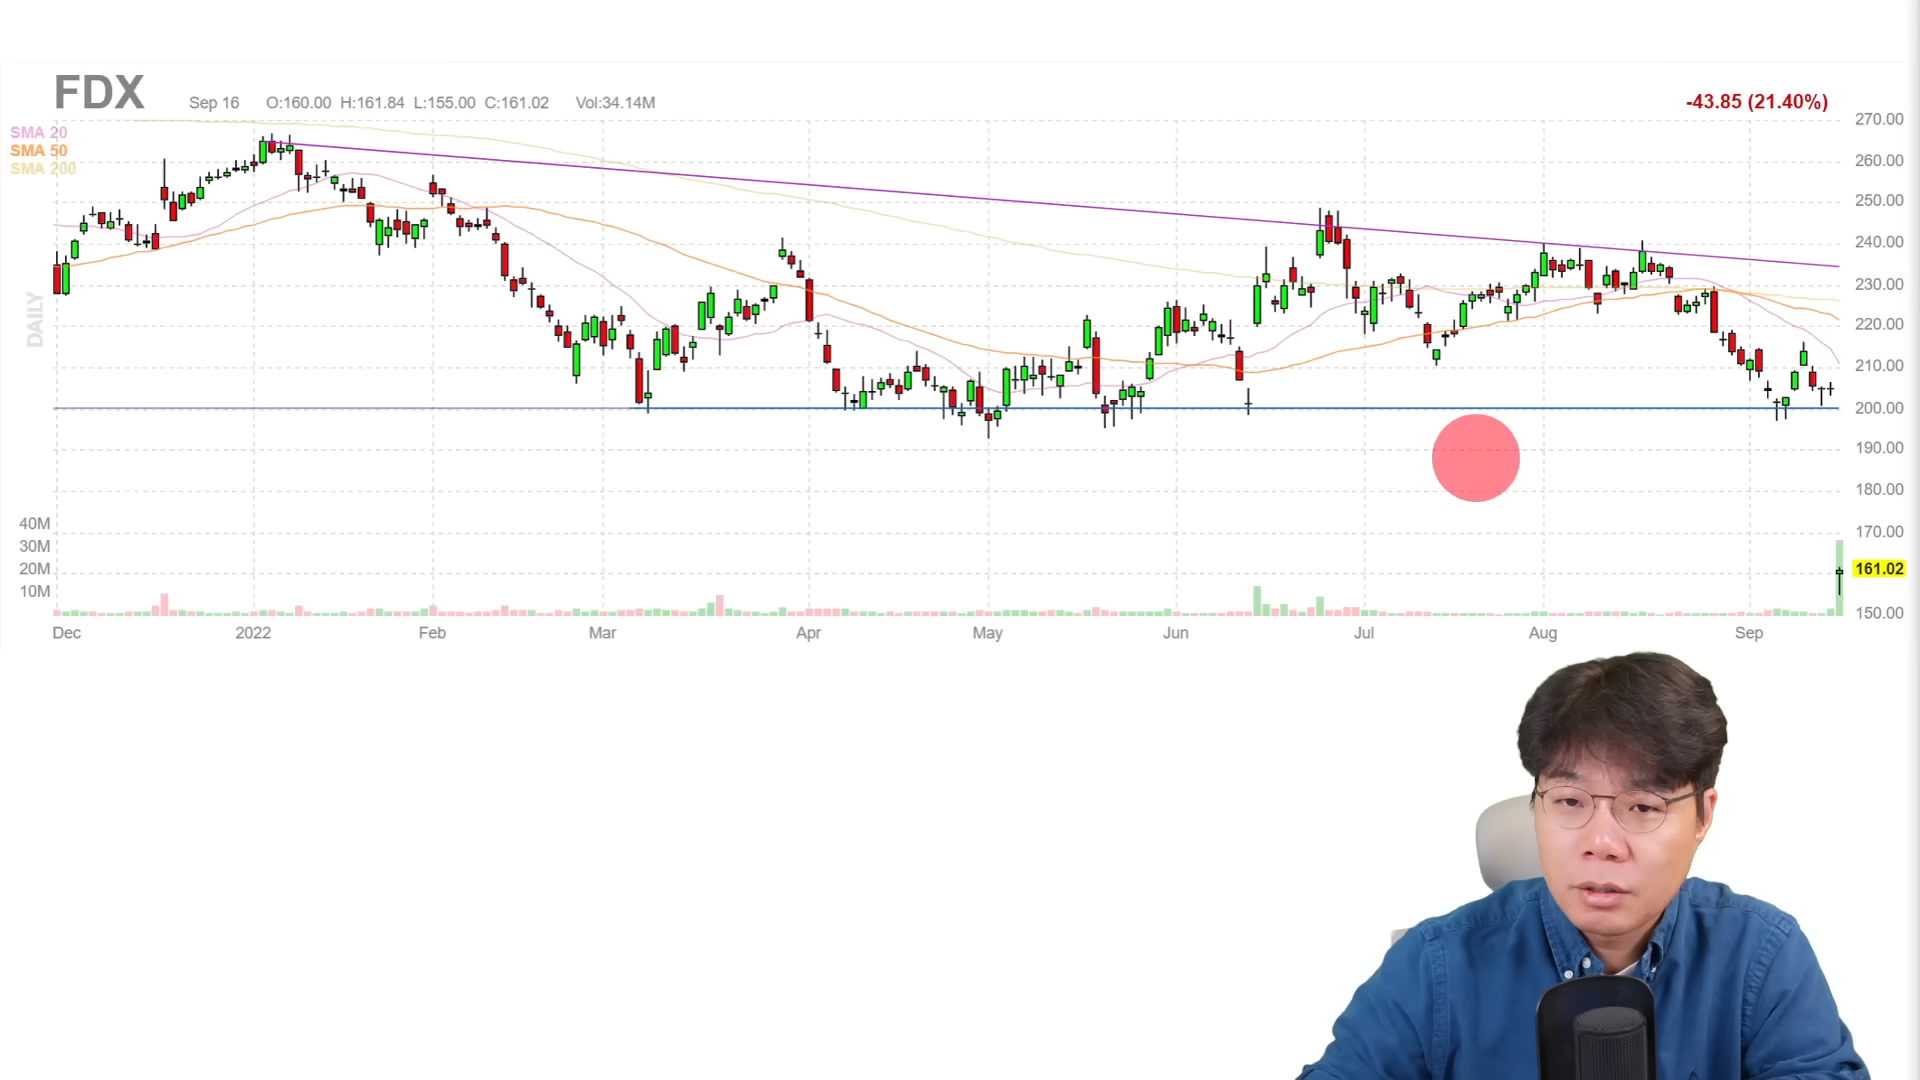 FDX Sep 16 O:160.00 H:161.84 L:155.00 C:161.02 Vol:34.14M -43.85 (21.40%)
SMA 20
SMA 50
SMA 200
DAILY
270.00
260.00
250.00
240.00
230.00
220.00
210.00
200.00
190.00
180.00
170.00
161.02
150.00
40M
30M
20M
10M
Dec 2022 Feb Mar Apr May Jun Jul Aug Sep